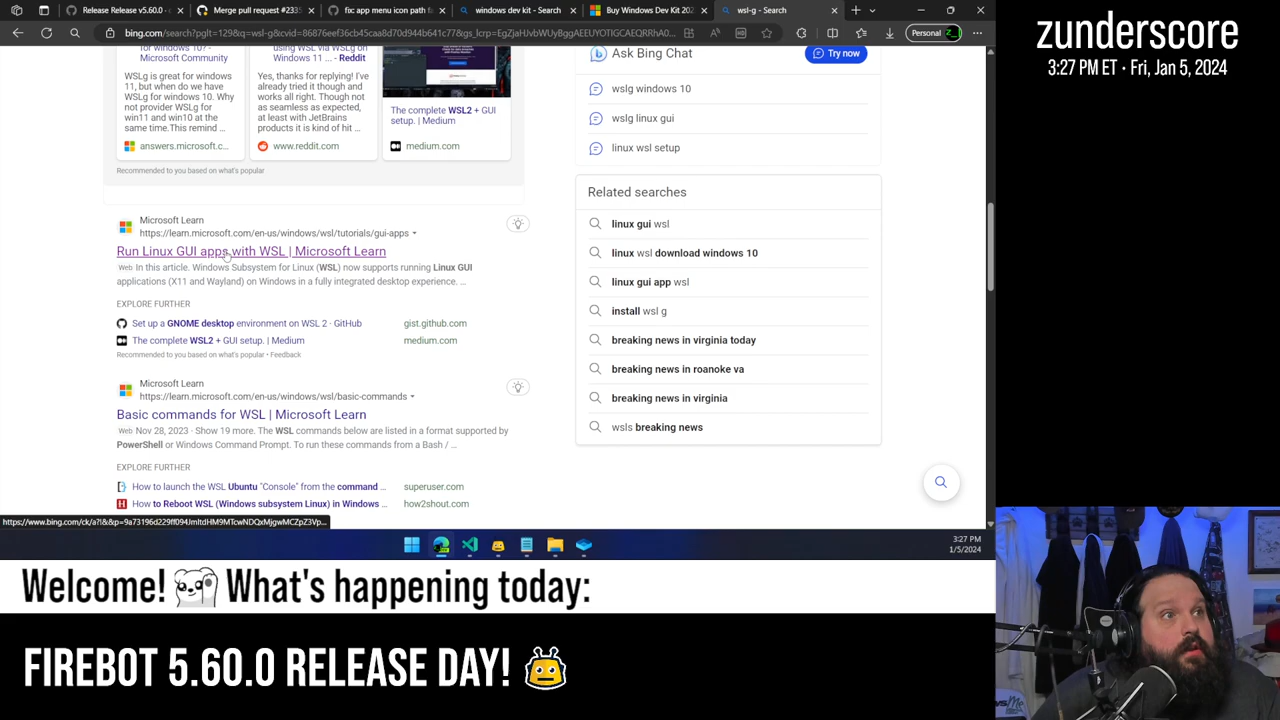 Release Release v5.60.0 - c
Merge pull request #2335
fix: app menu icon path fa
windows dev kit - Search
Buy Windows Dev Kit 202
wsl-g - Search
Personal
zunderscore
3:27 PM ET • Fri, Jan 5, 2024
for windows 10? -
Microsoft Community
WSLg is great for windows
11, but when do we have
WSLg for windows 10. Why
not provider WSLg for
win11 and win10 at the
same time.This remind ...
answers.microsoft.c...
using WSL via WSLg on
Windows 11 ... - Reddit
Yes, thanks for replying! I've
already tried it though and
works all right. Though not
as seamless as expected,
at least with JetBrains
products it is kind of hit ...
www.reddit.com
The complete WSL2 + GUI
setup. | Medium
medium.com
Recommended to you based on what's popular
Microsoft Learn
https://learn.microsoft.com/en-us/windows/wsl/tutorials/gui-apps
Run Linux GUI apps with WSL | Microsoft Learn
Web In this article. Windows Subsystem for Linux (WSL) now supports running Linux GUI
applications (X11 and Wayland) on Windows in a fully integrated desktop experience. ...
EXPLORE FURTHER
Set up a GNOME desktop environment on WSL 2 · GitHub
gist.github.com
The complete WSL2 + GUI setup. | Medium
medium.com
Recommended to you based on what's popular • Feedback
Microsoft Learn
https://learn.microsoft.com/en-us/windows/wsl/basic-commands
Basic commands for WSL | Microsoft Learn
Web Nov 28, 2023 · Show 19 more. The WSL commands below are listed in a format supported by
PowerShell or Windows Command Prompt. To run these commands from a Bash / ...
EXPLORE FURTHER
How to launch the WSL Ubuntu "Console" from the command ...
superuser.com
How to Reboot WSL (Windows subsystem Linux) in Windows ...
how2shout.com
Ask Bing Chat
Try now
wslg windows 10
wslg linux gui
linux wsl setup
Related searches
linux gui wsl
linux wsl download windows 10
linux gui app wsl
install wsl g
breaking news in virginia today
breaking news in roanoke va
breaking news in virginia
wsls breaking news
3:27 PM
1/5/2024
Welcome! What's happening today:
FIREBOT 5.60.0 RELEASE DAY!